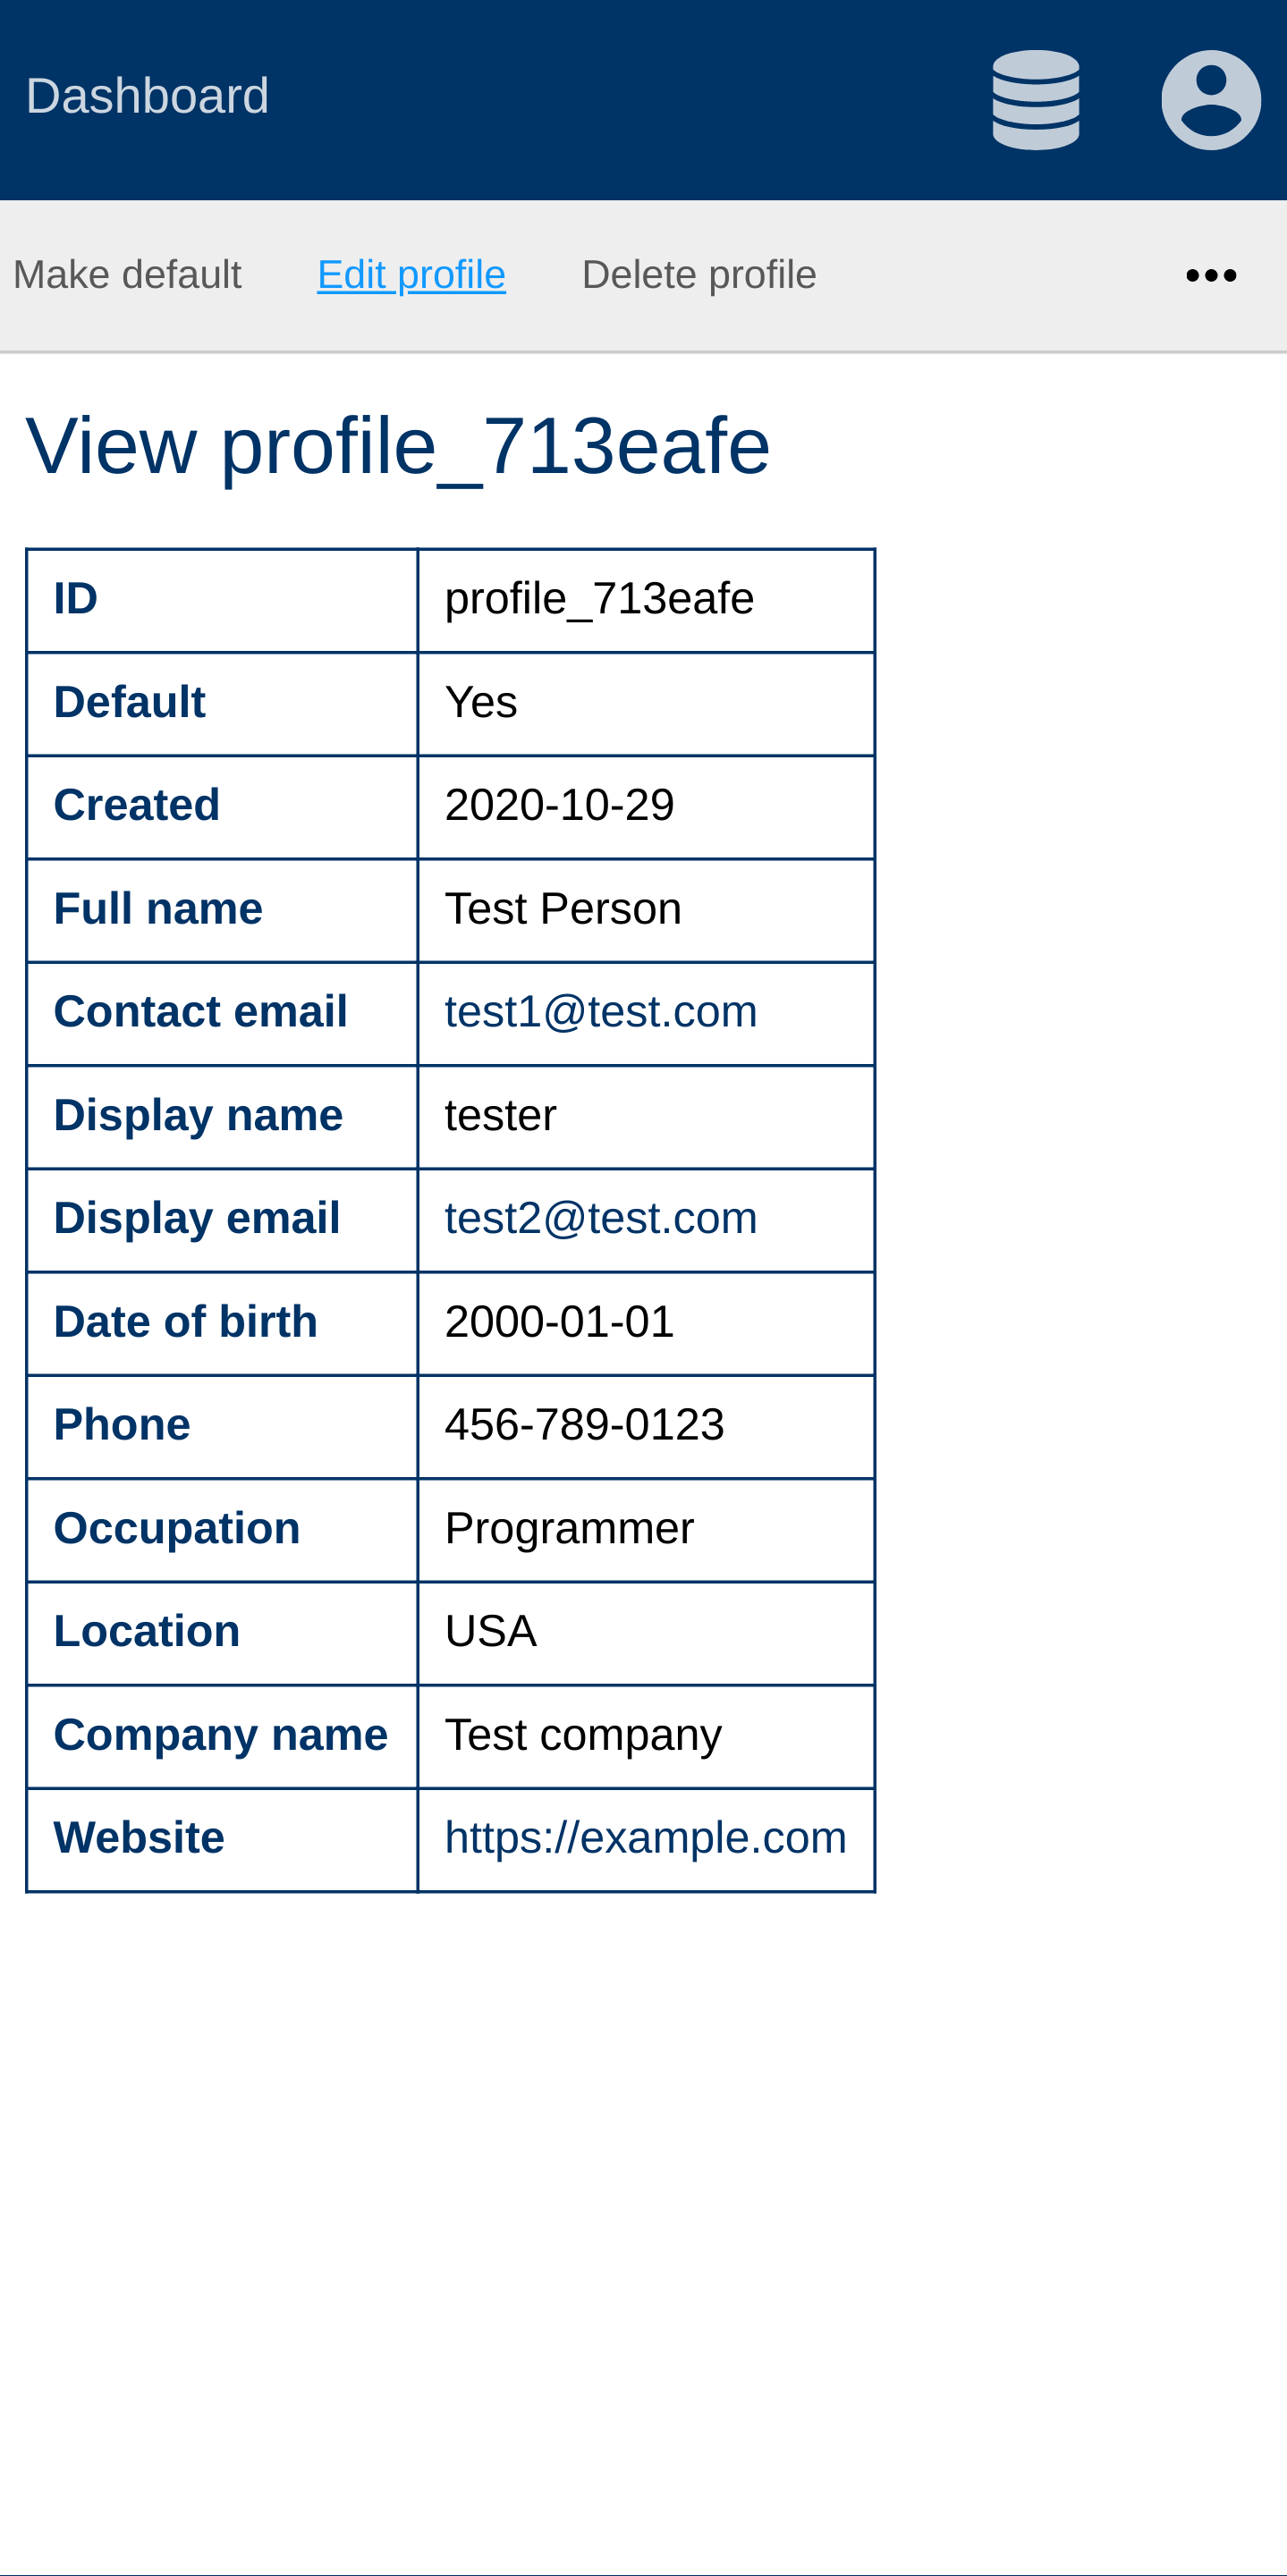 Dashboard
Make default Edit profile Delete profile •••
View profile_713eafe
ID profile_713eafe
Default Yes
Created 2020-10-29
Full name Test Person
Contact email test1@test.com
Display name tester
Display email test2@test.com
Date of birth 2000-01-01
Phone 456-789-0123
Occupation Programmer
Location USA
Company name Test company
Website https://example.com